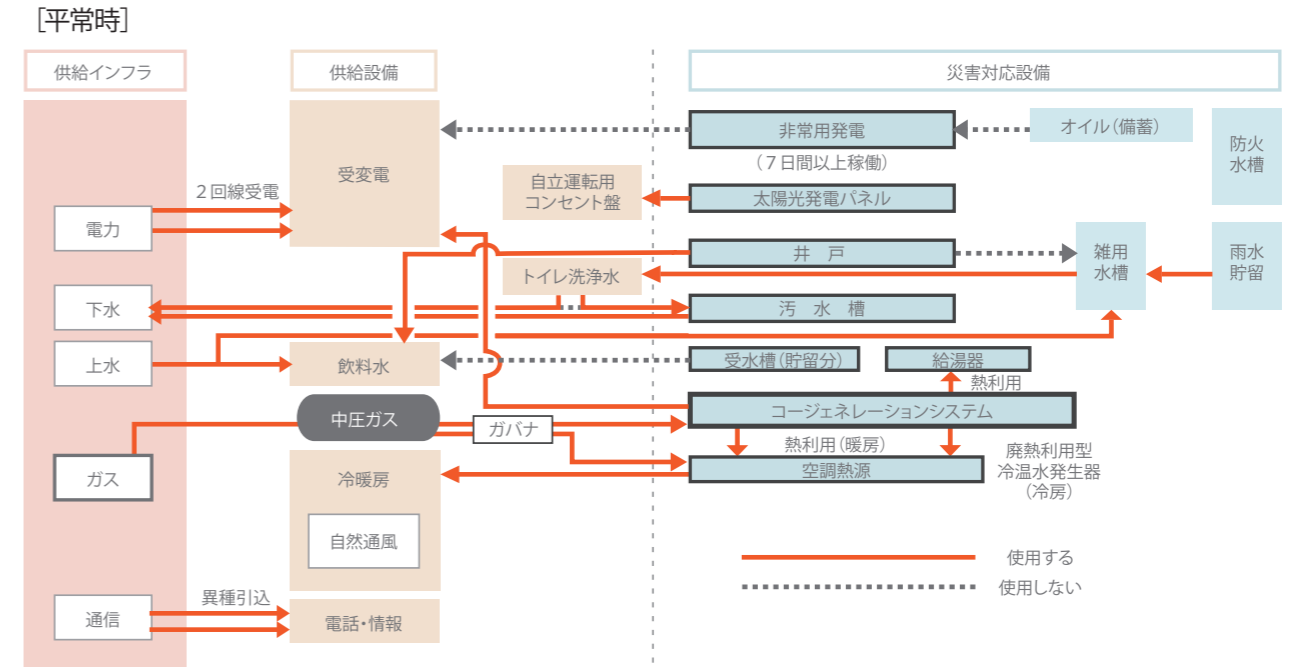 ［平常時］
供給インフラ
供給設備
災害対応設備
電力
下水
上水
ガス
通信
２回線受電
異種引込
受変電
自立運転用
コンセント盤
トイレ洗浄水
飲料水
中圧ガス
ガバナ
冷暖房
自然通風
電話・情報
非常用発電
（７日間以上稼働）
オイル（備蓄）
防火
水槽
太陽光発電パネル
井　戸
雑用
水槽
雨水
貯留
汚　水　槽
受水槽（貯留分）
給湯器
熱利用
コージェネレーションシステム
熱利用（暖房）
空調熱源
廃熱利用型
冷温水発生器
（冷房）
使用する
使用しない